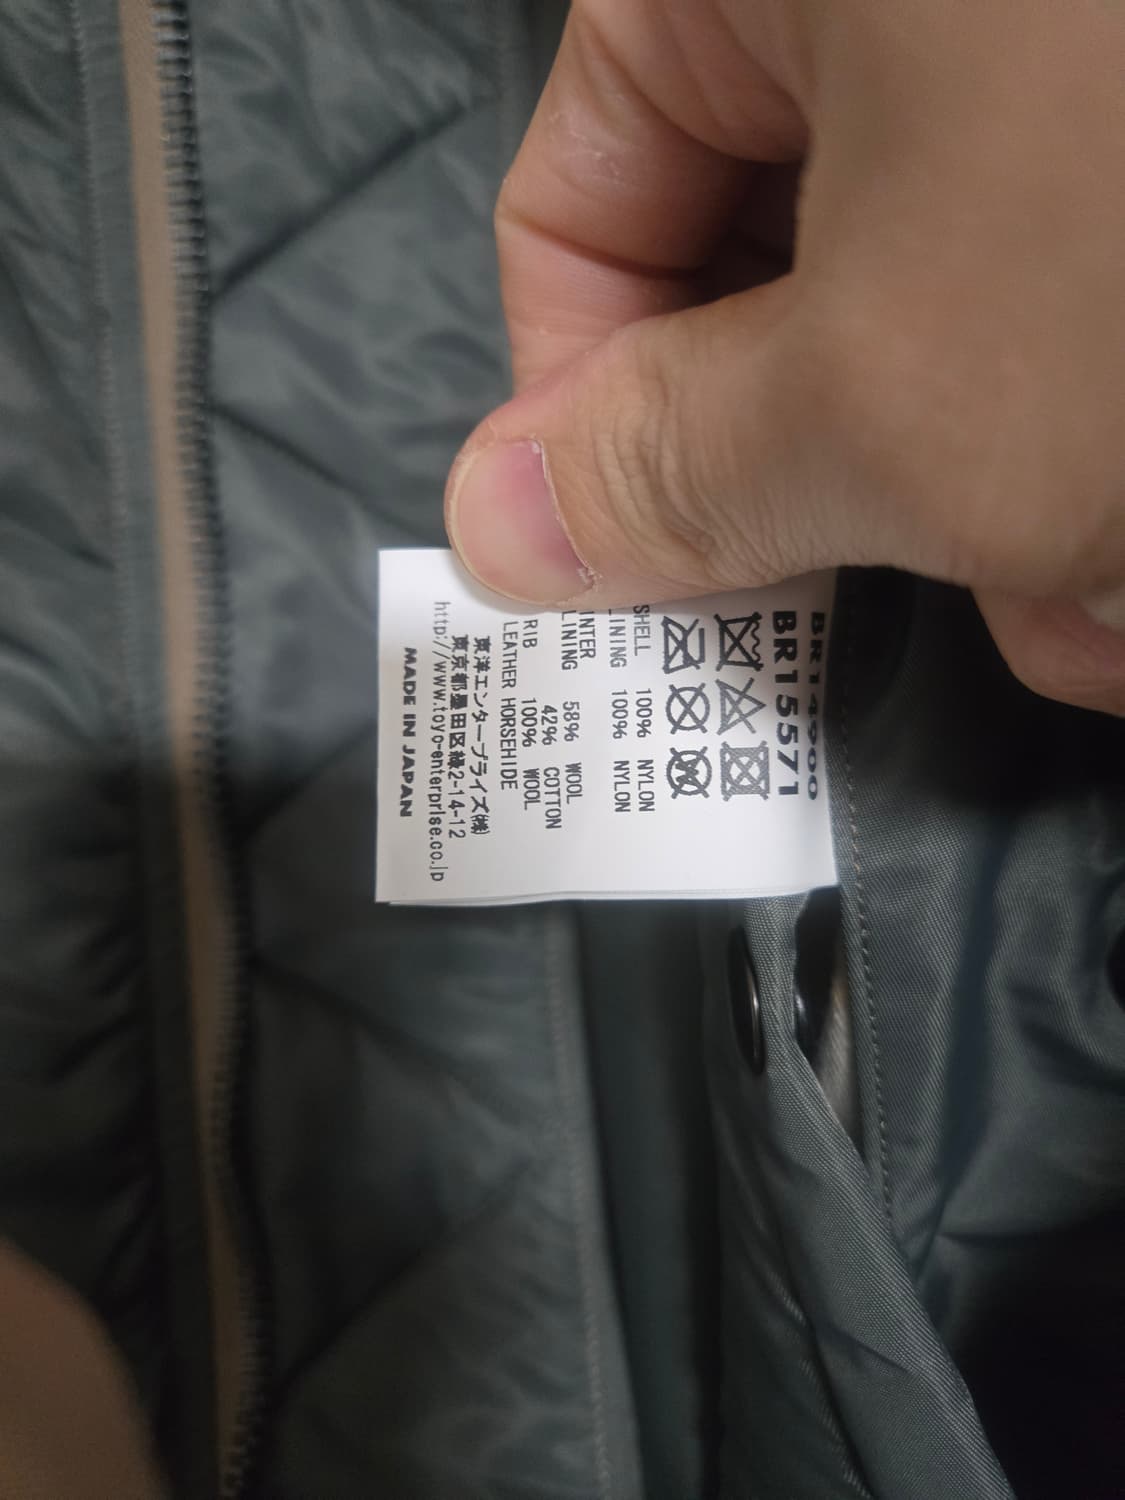 BR14900
BR15571
SHELL 100% NYLON
LINING 100% NYLON
INTER
LINING 58% WOOL
42% COTTON
RIB 100% WOOL
LEATHER HORSEHIDE
東洋エンタープライズ㈱
東京都墨田区緑2-14-12
http://www.toyo-enterprise.co.jp
MADE IN JAPAN